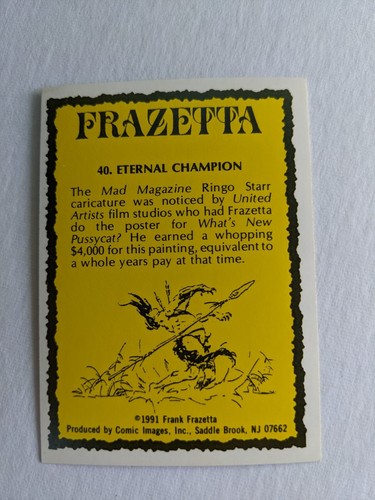 FRAZETTA
40. ETERNAL CHAMPION
The Mad Magazine Ringo Starr
caricature was noticed by United
Artists film studios who had Frazetta
do the poster for What's New
Pussycat? He earned a whopping
$4,000 for this painting, equivalent to
a whole years pay at that time.
©1991 Frank Frazetta
Produced by Comic Images, Inc., Saddle Brook, NJ 07662